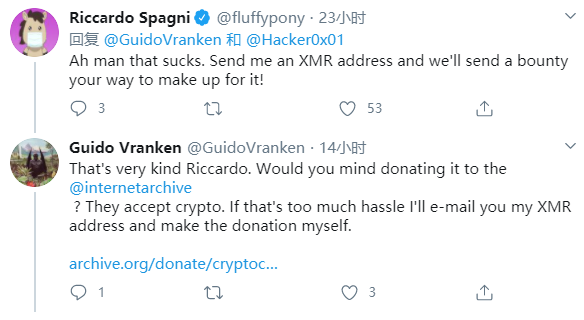 Riccardo Spagni @fluffypony · 23小时
回复 @GuidoVranken 和 @Hacker0x01
Ah man that sucks. Send me an XMR address and we'll send a bounty
your way to make up for it!
3 53
Guido Vranken @GuidoVranken · 14小时
That's very kind Riccardo. Would you mind donating it to the
@internetarchive
? They accept crypto. If that's too much hassle I'll e-mail you my XMR
address and make the donation myself.
archive.org/donate/cryptoc...
1 3